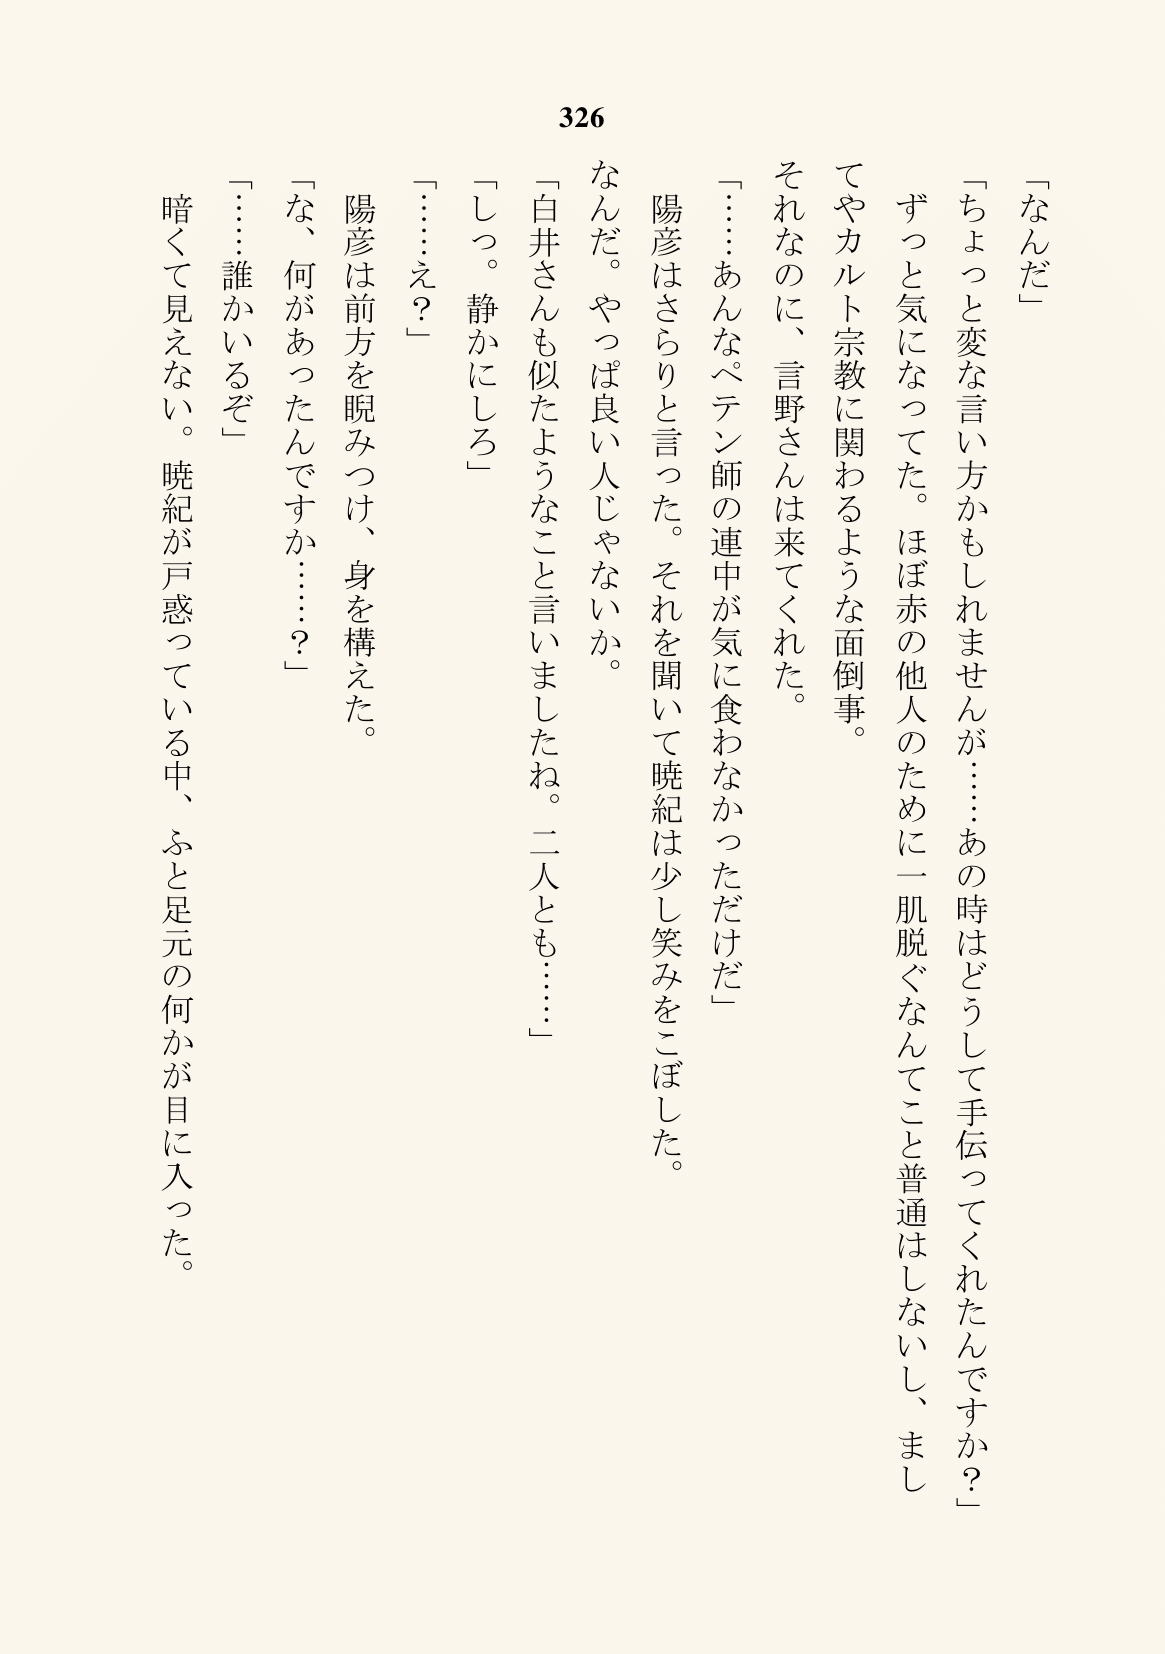 326
「なんだ」
「ちょっと変な言い方かもしれませんが……あの時はどうして手伝ってくれたんですか？」
ずっと気になってた。ほぼ赤の他人のために一肌脱ぐなんてこと普通はしないし、まし
てやカルト宗教に関わるような面倒事。
それなのに、言野さんは来てくれた。
「……あんなペテン師の連中が気に食わなかっただけだ」
陽彦はさらりと言った。それを聞いて暁紀は少し笑みをこぼした。
なんだ。やっぱ良い人じゃないか。
「白井さんも似たようなこと言いましたね。二人とも……」
「しっ。静かにしろ」
「……え？」
陽彦は前方を睨みつけ、身を構えた。
「な、何があったんですか……？」
「……誰かいるぞ」
暗くて見えない。暁紀が戸惑っている中、ふと足元の何かが目に入った。